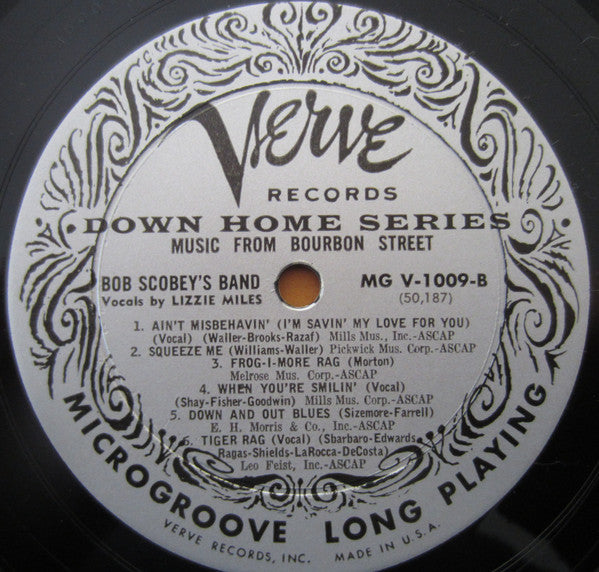 Verve
RECORDS
DOWN HOME SERIES
MUSIC FROM BOURBON STREET
BOB SCOBEY'S BAND
Vocals by LIZZIE MILES
MG V-1009-B
(50,187)
1. AIN'T MISBEHAVIN' (I'M SAVIN' MY LOVE FOR YOU)
(Vocal) (Waller-Brooks-Razaf) Mills Mus., Inc.-ASCAP
2. SQUEEZE ME (Williams-Waller) Pickwick Mus. Corp.-ASCAP
3. FROG-I-MORE RAG (Morton)
Melrose Mus. Corp.-ASCAP
4. WHEN YOU'RE SMILIN' (Vocal)
(Shay-Fisher-Goodwin) Mills Mus. Corp.-ASCAP
5. DOWN AND OUT BLUES (Sizemore-Farrell)
E. H. Morris & Co., Inc.-ASCAP
6. TIGER RAG (Vocal) (Sbarbaro-Edwards
Ragas-Shields-LaRocca-DeCosta)
Leo Feist, Inc.-ASCAP
MICROGROOVE LONG PLAYING
VERVE RECORDS, INC. MADE IN U.S.A.